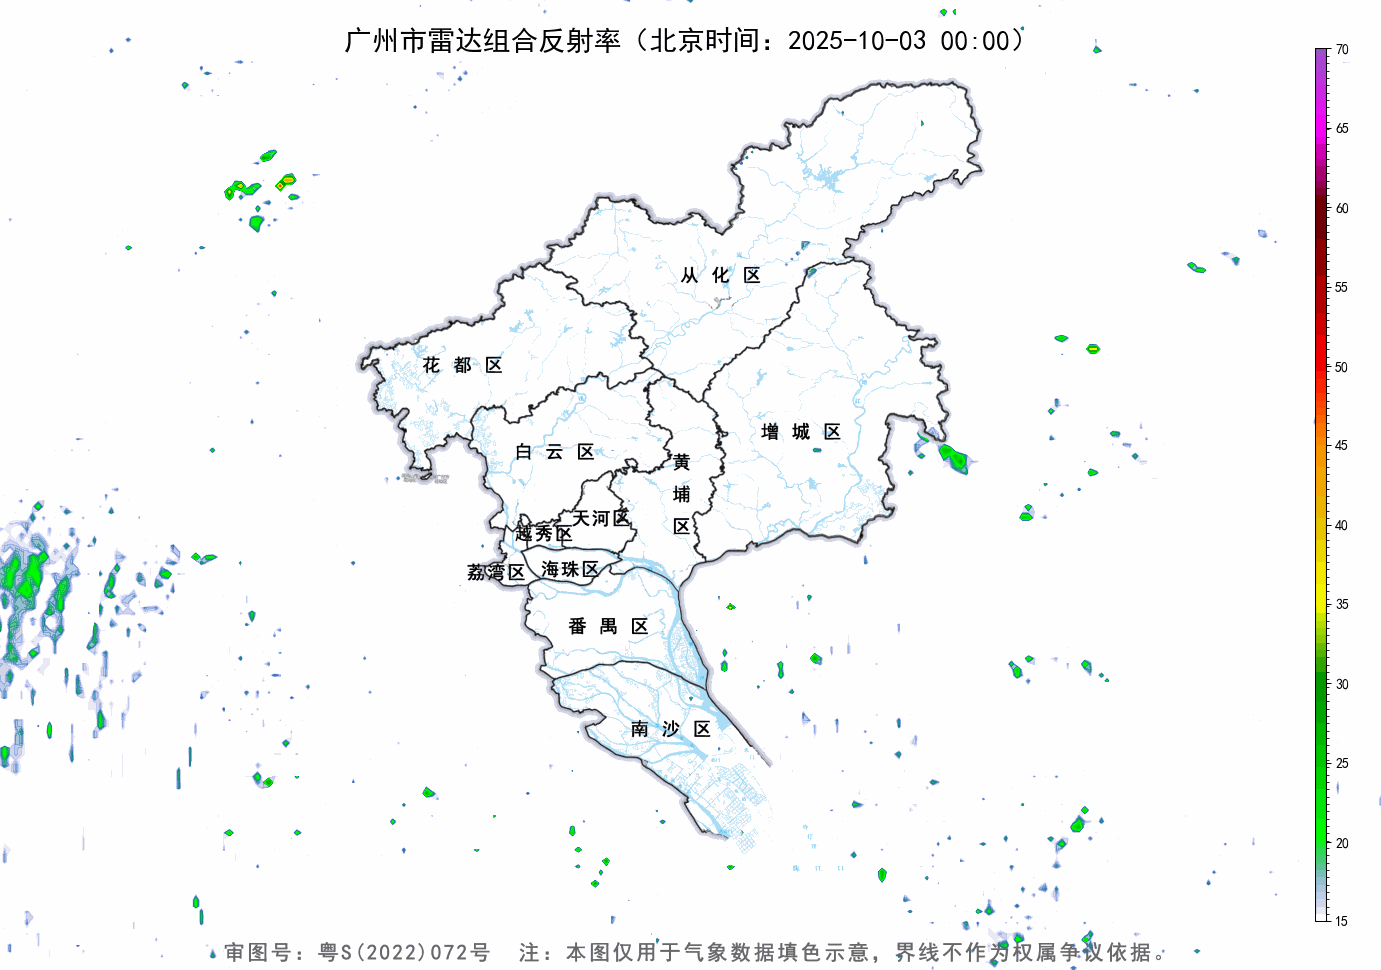 广州市雷达组合反射率（北京时间：2025-10-03 00:00）
70
65
60
55
50
45
40
35
30
25
20
15
从化区
花都区
增城区
白云区
黄埔区
天河区
越秀区
荔湾区
海珠区
番禺区
南沙区
审图号：粤S(2022)072号 注：本图仅用于气象数据填色示意，界线不作为权属争议依据。